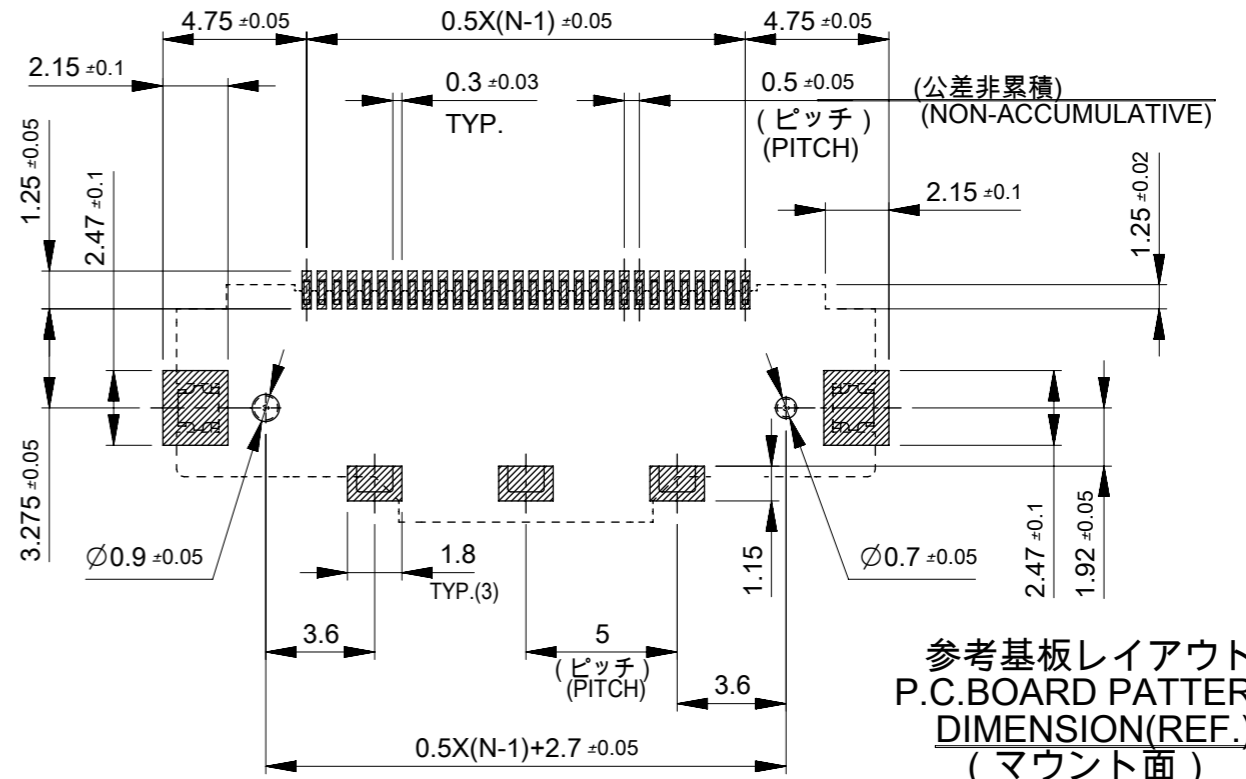 4.75 ±0.05
0.5X(N-1) ±0.05
4.75 ±0.05
2.15 ±0.1
0.3 ±0.03
TYP.
0.5 ±0.05
(ピッチ)
(PITCH)
(公差非累積)
(NON-ACCUMULATIVE)
1.25 ±0.05
2.47 ±0.1
2.15 ±0.1
1.25 ±0.02
3.275 ±0.05
Ø0.9 ±0.05
1.8
TYP.(3)
1.15
Ø0.7 ±0.05
2.47 ±0.1
1.92 ±0.05
3.6
5
(ピッチ)
(PITCH)
3.6
0.5X(N-1)+2.7 ±0.05
参考基板レイアウト
P.C.BOARD PATTER
DIMENSION(REF.)
(マウント面)